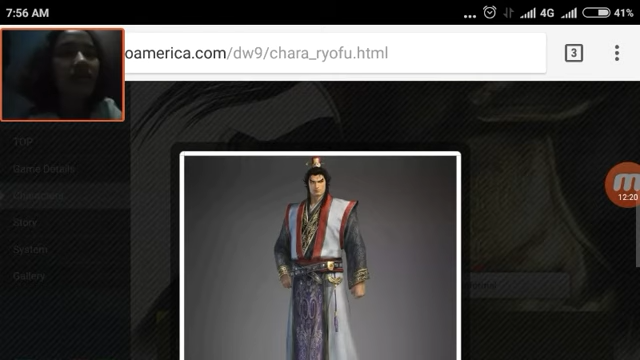 7:56 AM
... 4G 41%
oamerica.com/dw9/chara_ryofu.html
3
TOP
Game Details
Story
System
Gallery
12:20